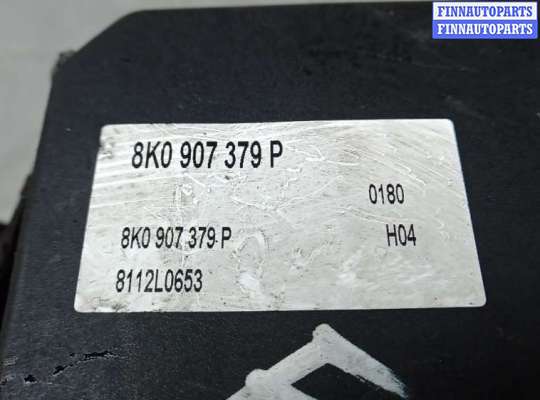 FINNAUTOPARTS
FINNAUTOPARTS
8K0 907 379 P
0180
8K0 907 379 P
H04
8112L0653